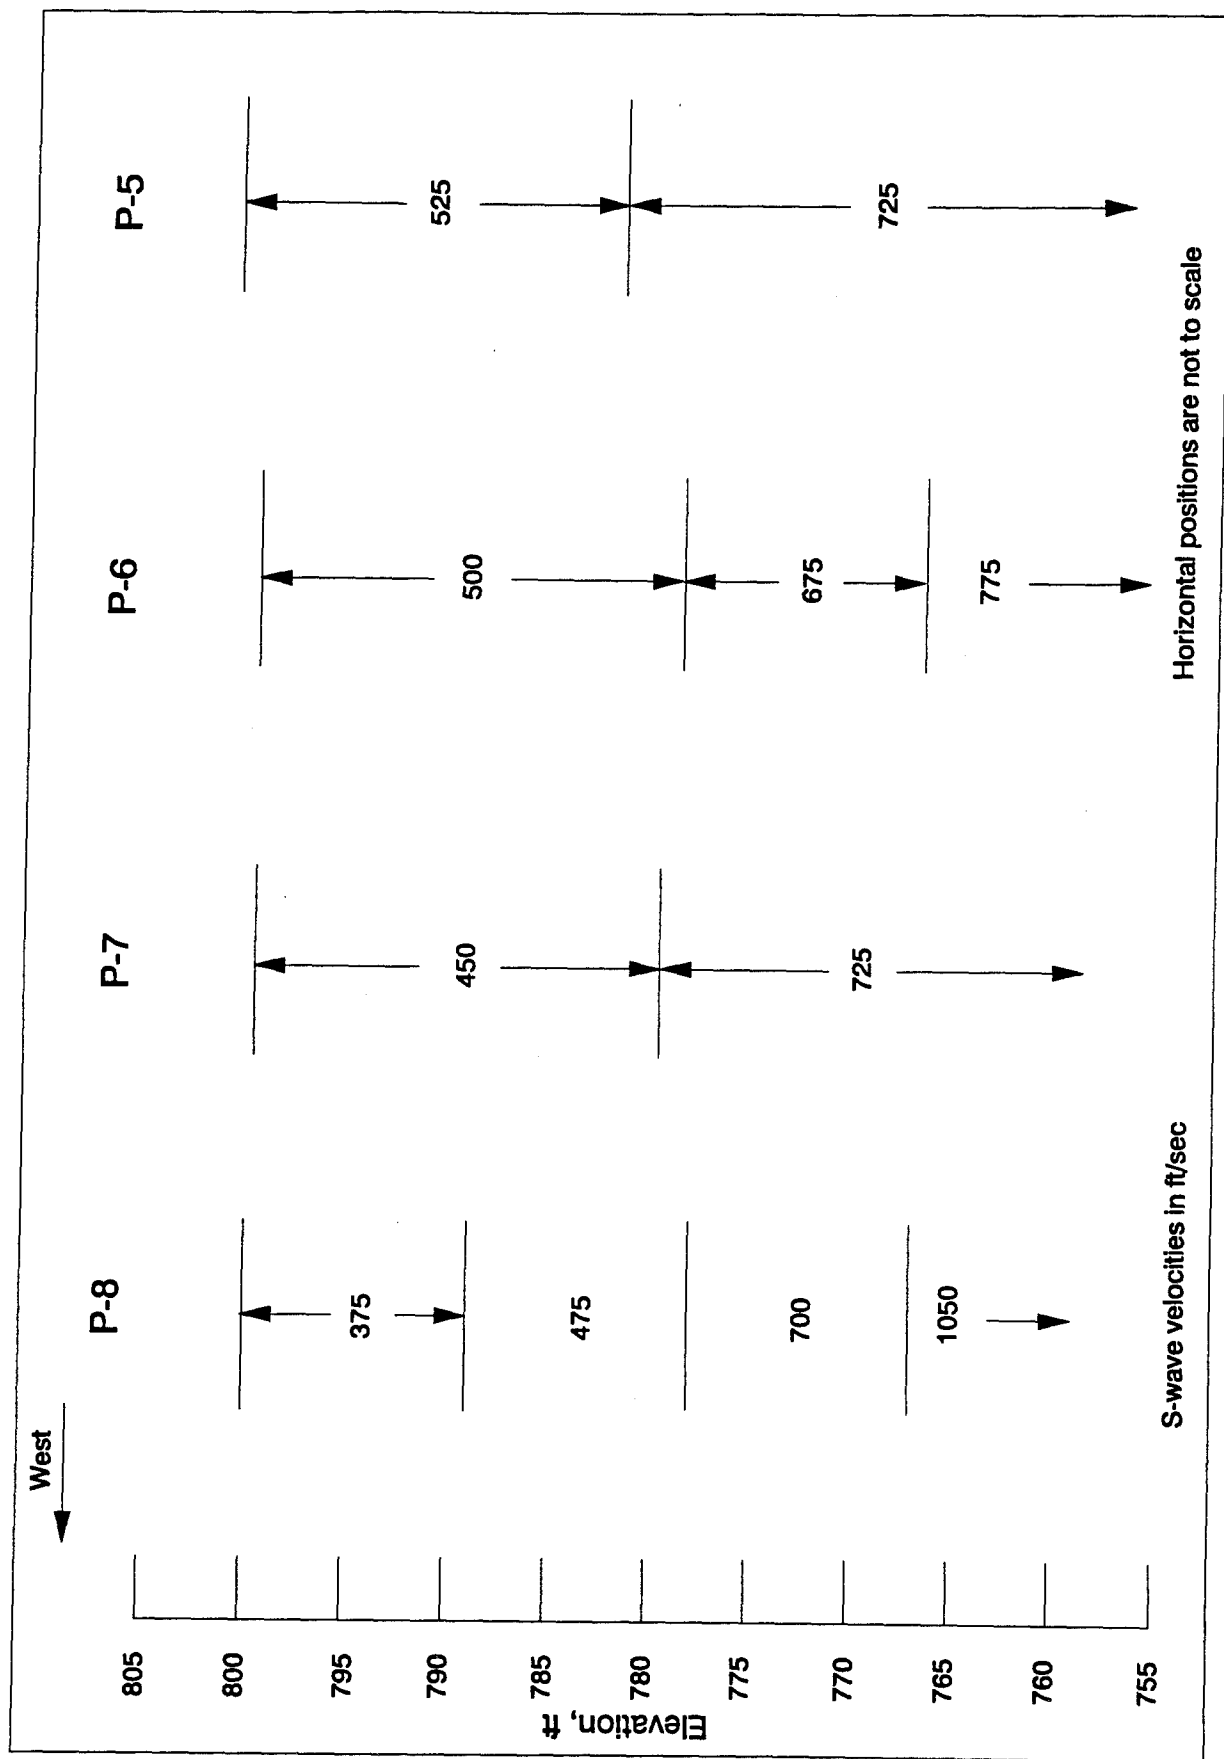 West
P-8
P-7
P-6
P-5
805
800
795
790
785
780
775
770
765
760
755
Elevation, ft
375
475
700
1050
450
725
500
675
775
525
725
S-wave velocities in ft/sec
Horizontal positions are not to scale